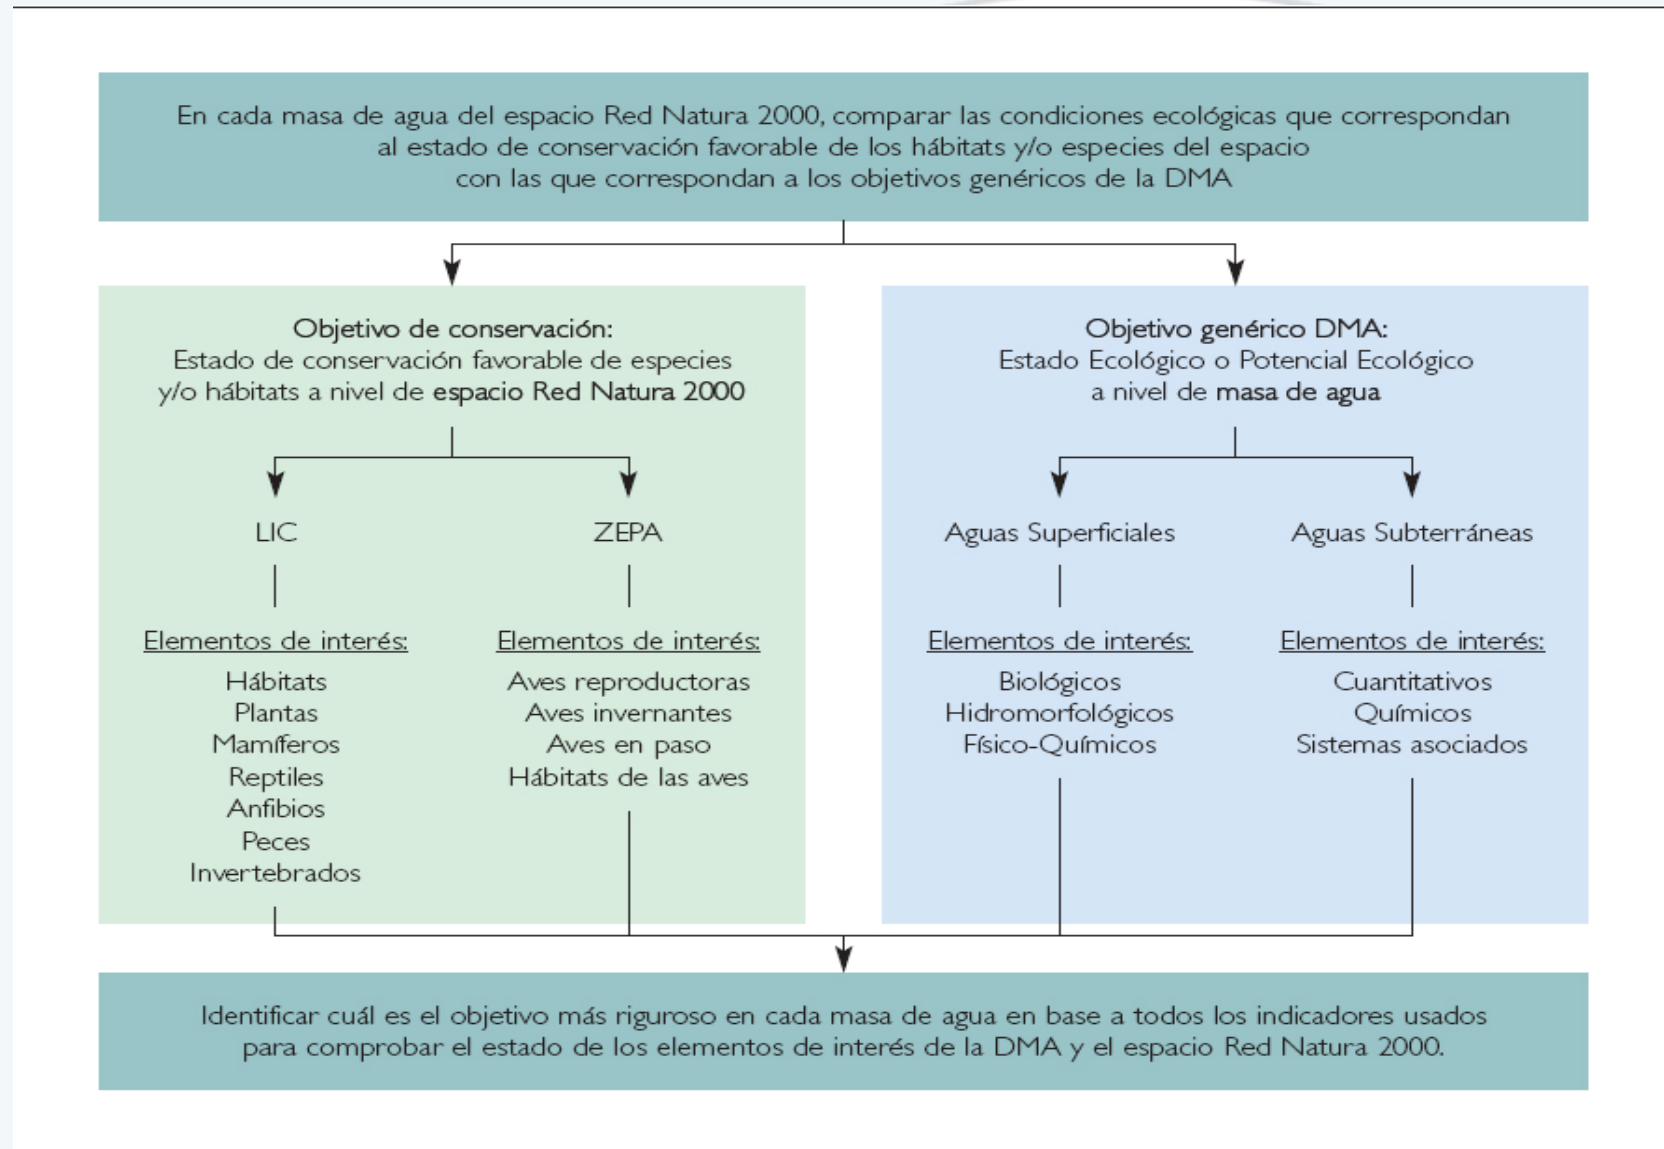 En cada masa de agua del espacio Red Natura 2000, comparar las condiciones ecológicas que correspondan
al estado de conservación favorable de los hábitats y/o especies del espacio
con las que correspondan a los objetivos genéricos de la DMA
Objetivo de conservación:
Estado de conservación favorable de especies
y/o hábitats a nivel de espacio Red Natura 2000
LIC
Elementos de interés:
Hábitats
Plantas
Mamíferos
Reptiles
Anfibios
Peces
Invertebrados
ZEPA
Elementos de interés:
Aves reproductoras
Aves invernantes
Aves en paso
Hábitats de las aves
Objetivo genérico DMA:
Estado Ecológico o Potencial Ecológico
a nivel de masa de agua
Aguas Superficiales
Elementos de interés:
Biológicos
Hidromorfológicos
Físico-Químicos
Aguas Subterráneas
Elementos de interés:
Cuantitativos
Químicos
Sistemas asociados
Identificar cuál es el objetivo más riguroso en cada masa de agua en base a todos los indicadores usados
para comprobar el estado de los elementos de interés de la DMA y el espacio Red Natura 2000.